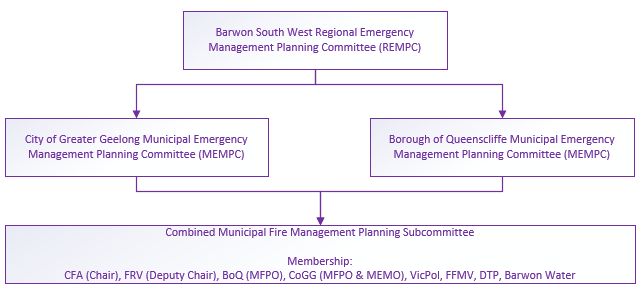 Barwon South West Regional Emergency
Management Planning Committee (REMPC)
City of Greater Geelong Municipal Emergency
Management Planning Committee (MEMPC)
Borough of Queenscliffe Municipal Emergency
Management Planning Committee (MEMPC)
Combined Municipal Fire Management Planning Subcommittee
Membership:
CFA (Chair), FRV (Deputy Chair), BoQ (MFPO), CoGG (MFPO & MEMO), VicPol, FFMV, DTP, Barwon Water